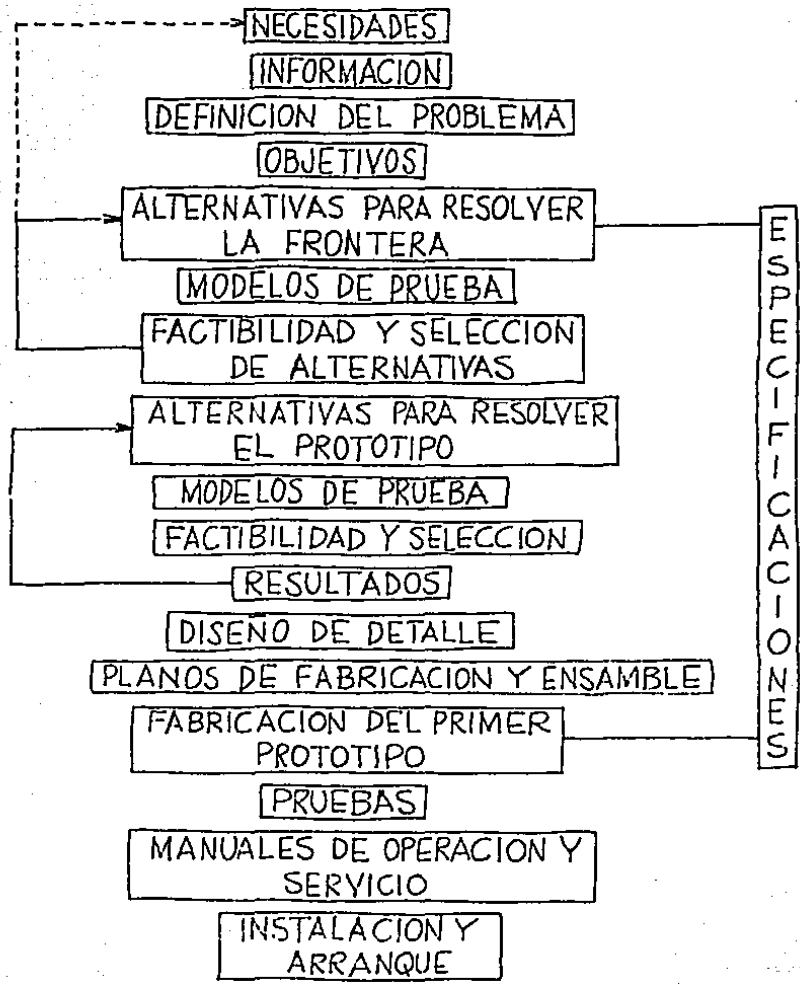 NECESIDADES
INFORMACION
DEFINICION DEL PROBLEMA
OBJETIVOS
ALTERNATIVAS PARA RESOLVER
LA FRONTERA
MODELOS DE PRUEBA
FACTIBILIDAD Y SELECCION
DE ALTERNATIVAS
ALTERNATIVAS PARA RESOLVER
EL PROTOTIPO
MODELOS DE PRUEBA
FACTIBILIDAD Y SELECCION
RESULTADOS
DISEÑO DE DETALLE
PLANOS DE FABRICACION Y ENSAMBLE
FABRICACION DEL PRIMER
PROTOTIPO
PRUEBAS
MANUALES DE OPERACION Y
SERVICIO
INSTALACION Y
ARRANQUE
ESPECIFICACIONES